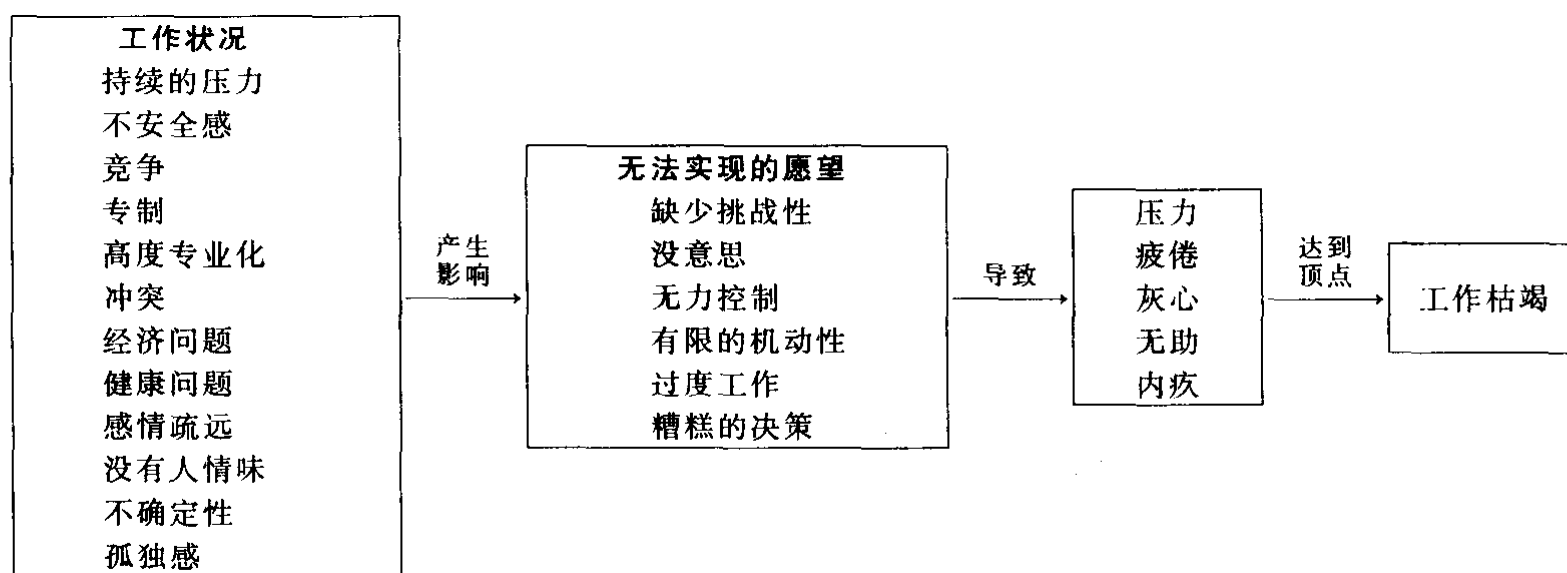 工作状况
持续的压力
不安全感
竞争
专制
高度专业化
冲突
经济问题
健康问题
感情疏远
没有人情味
不确定性
孤独感
产生
影响
无法实现的愿望
缺少挑战性
没意思
无力控制
有限的机动性
过度工作
糟糕的决策
导致
压力
疲倦
灰心
无助
内疚
达到
顶点
工作枯竭